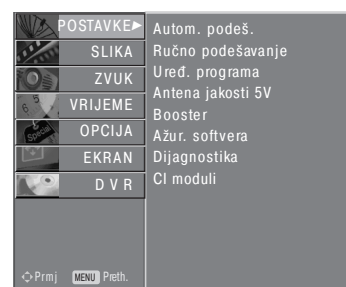 POSTAVKE
SLIKA
ZVUK
VRIJEME
OPCIJA
EKRAN
D V R
Autom. podeš.
Ručno podešavanje
Uređ. programa
Antena jakosti 5V
Booster
Ažur. softvera
Dijagnostika
CI moduli
Prmj MENU Preth.